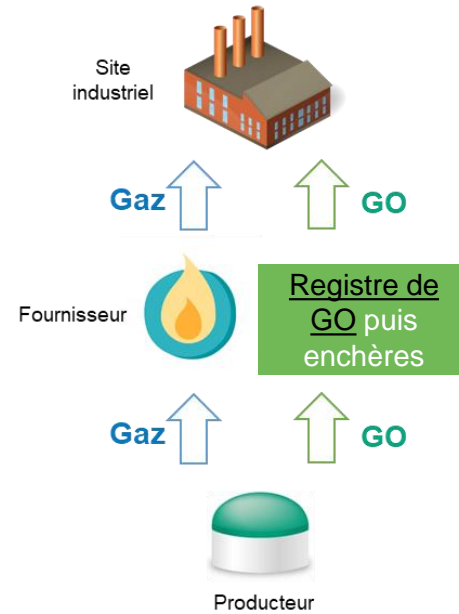 Site
industriel
Gaz
GO
Fournisseur
Registre de
GO puis
enchères
Gaz
GO
Producteur